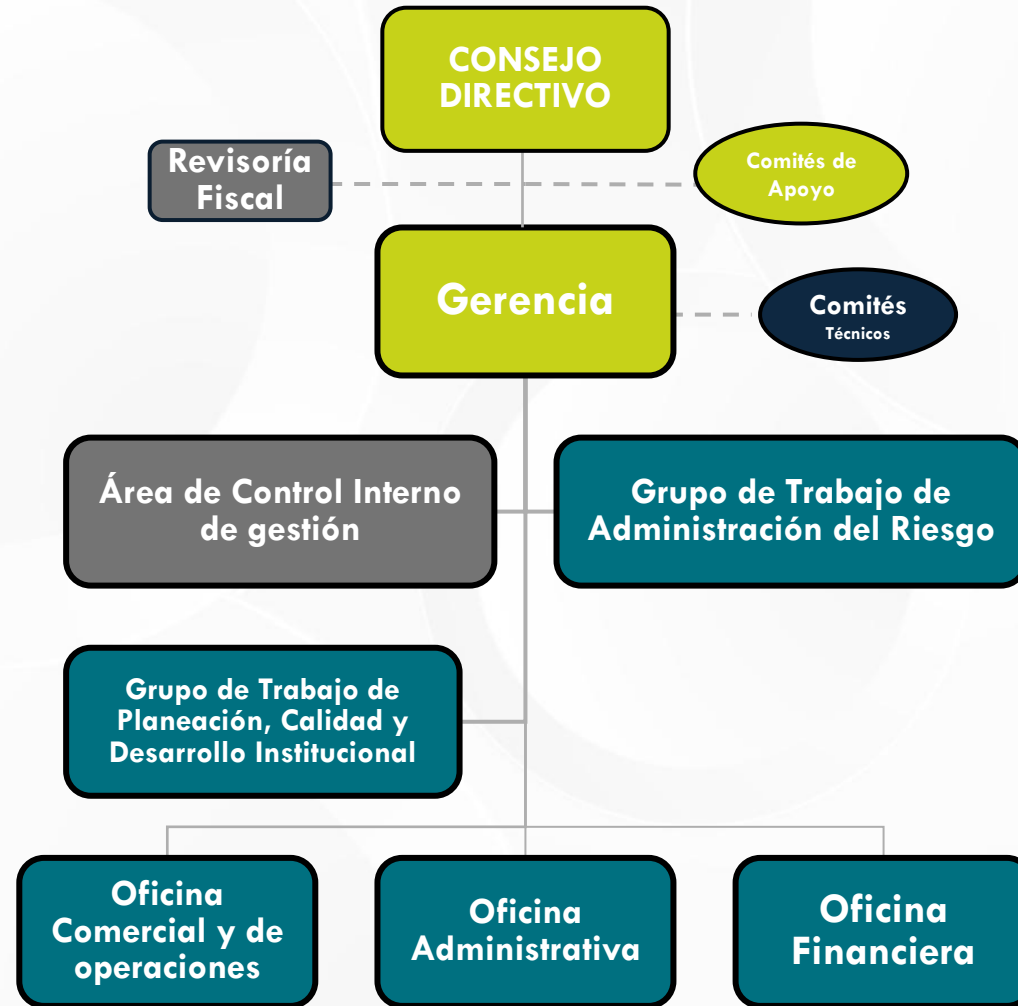 CONSEJO
DIRECTIVO
Revisoría
Fiscal
Comités de
Apoyo
Gerencia
Comités
Técnicos
Área de Control Interno
de gestión
Grupo de Trabajo de
Administración del Riesgo
Grupo de Trabajo de
Planeación, Calidad y
Desarrollo Institucional
Oficina
Comercial y de
operaciones
Oficina
Administrativa
Oficina
Financiera